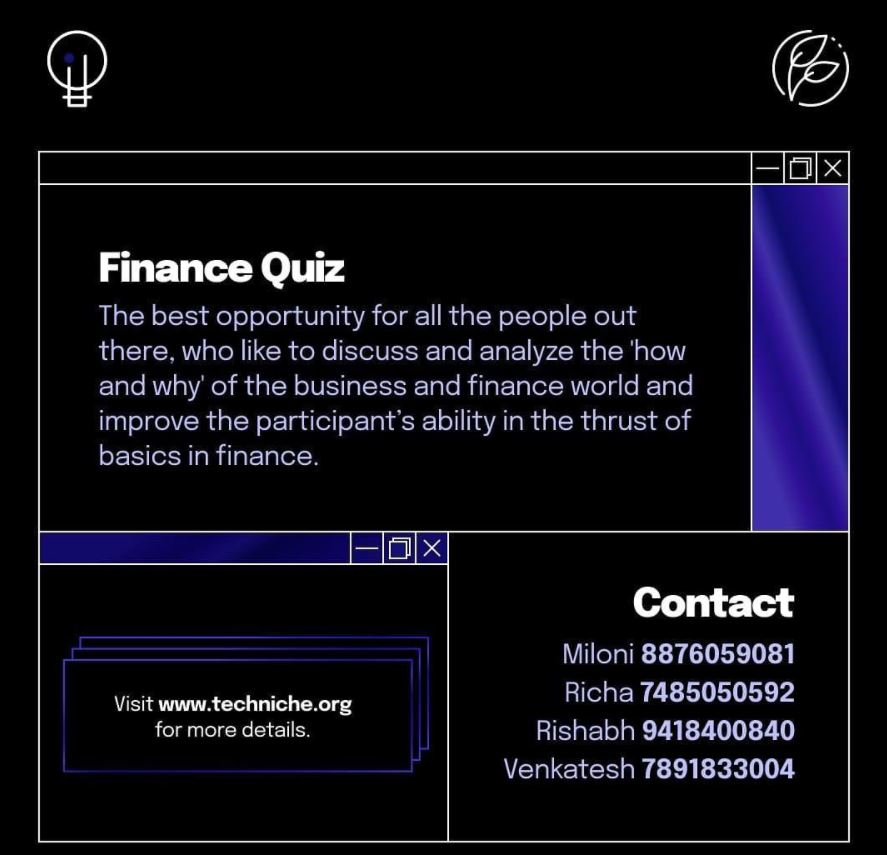 Finance Quiz
The best opportunity for all the people out
there, who like to discuss and analyze the 'how
and why' of the business and finance world and
improve the participant’s ability in the thrust of
basics in finance.
Visit www.techniche.org
for more details.
Contact
Miloni 8876059081
Richa 7485050592
Rishabh 9418400840
Venkatesh 7891833004